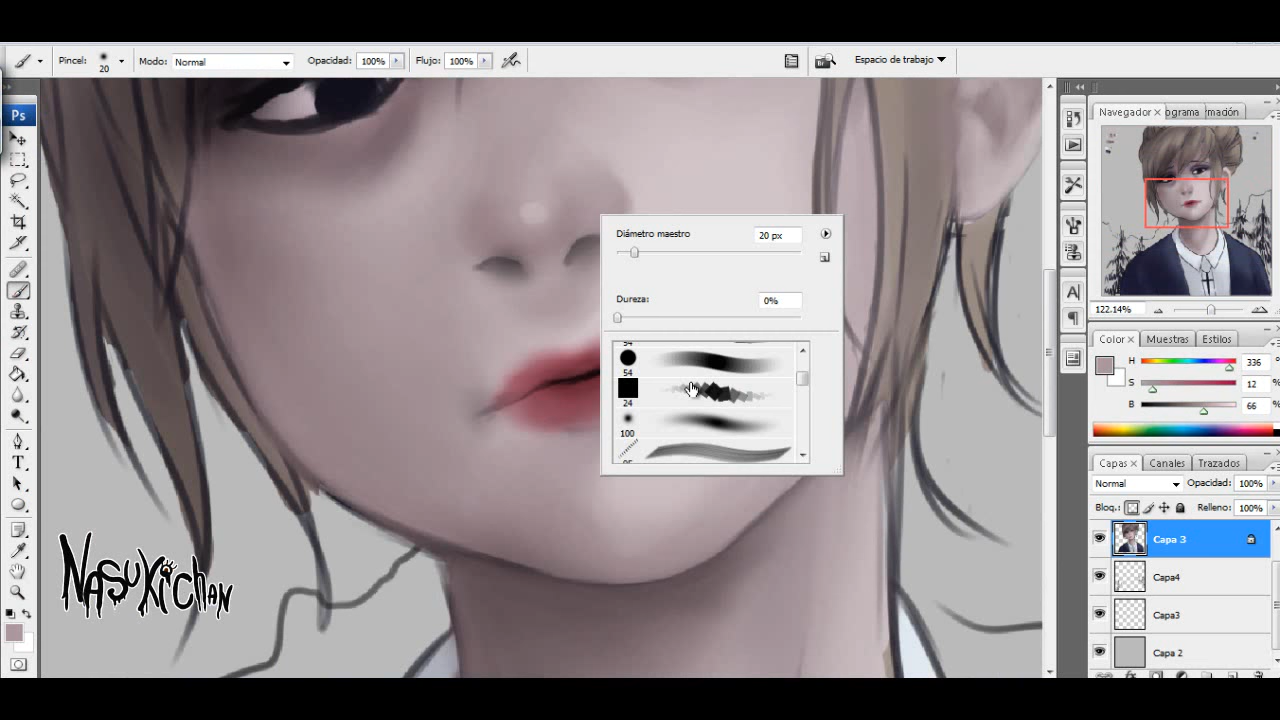 Pincel:
20
Modo:
Normal
Opacidad:
100%
Flujo:
100%
Espacio de trabajo
Ps
Navegador
ograma
mación
122.14%
Color
Muestras
Estilos
H
336
S
12
%
B
66
%
Capas
Canales
Trazados
Normal
Opacidad:
100%
Bloq.:
Relleno:
100%
Capa 3
Capa4
Capa3
Capa 2
Diámetro maestro
20 px
Dureza:
0%
54
24
100
T
A
NASUKiCHAN